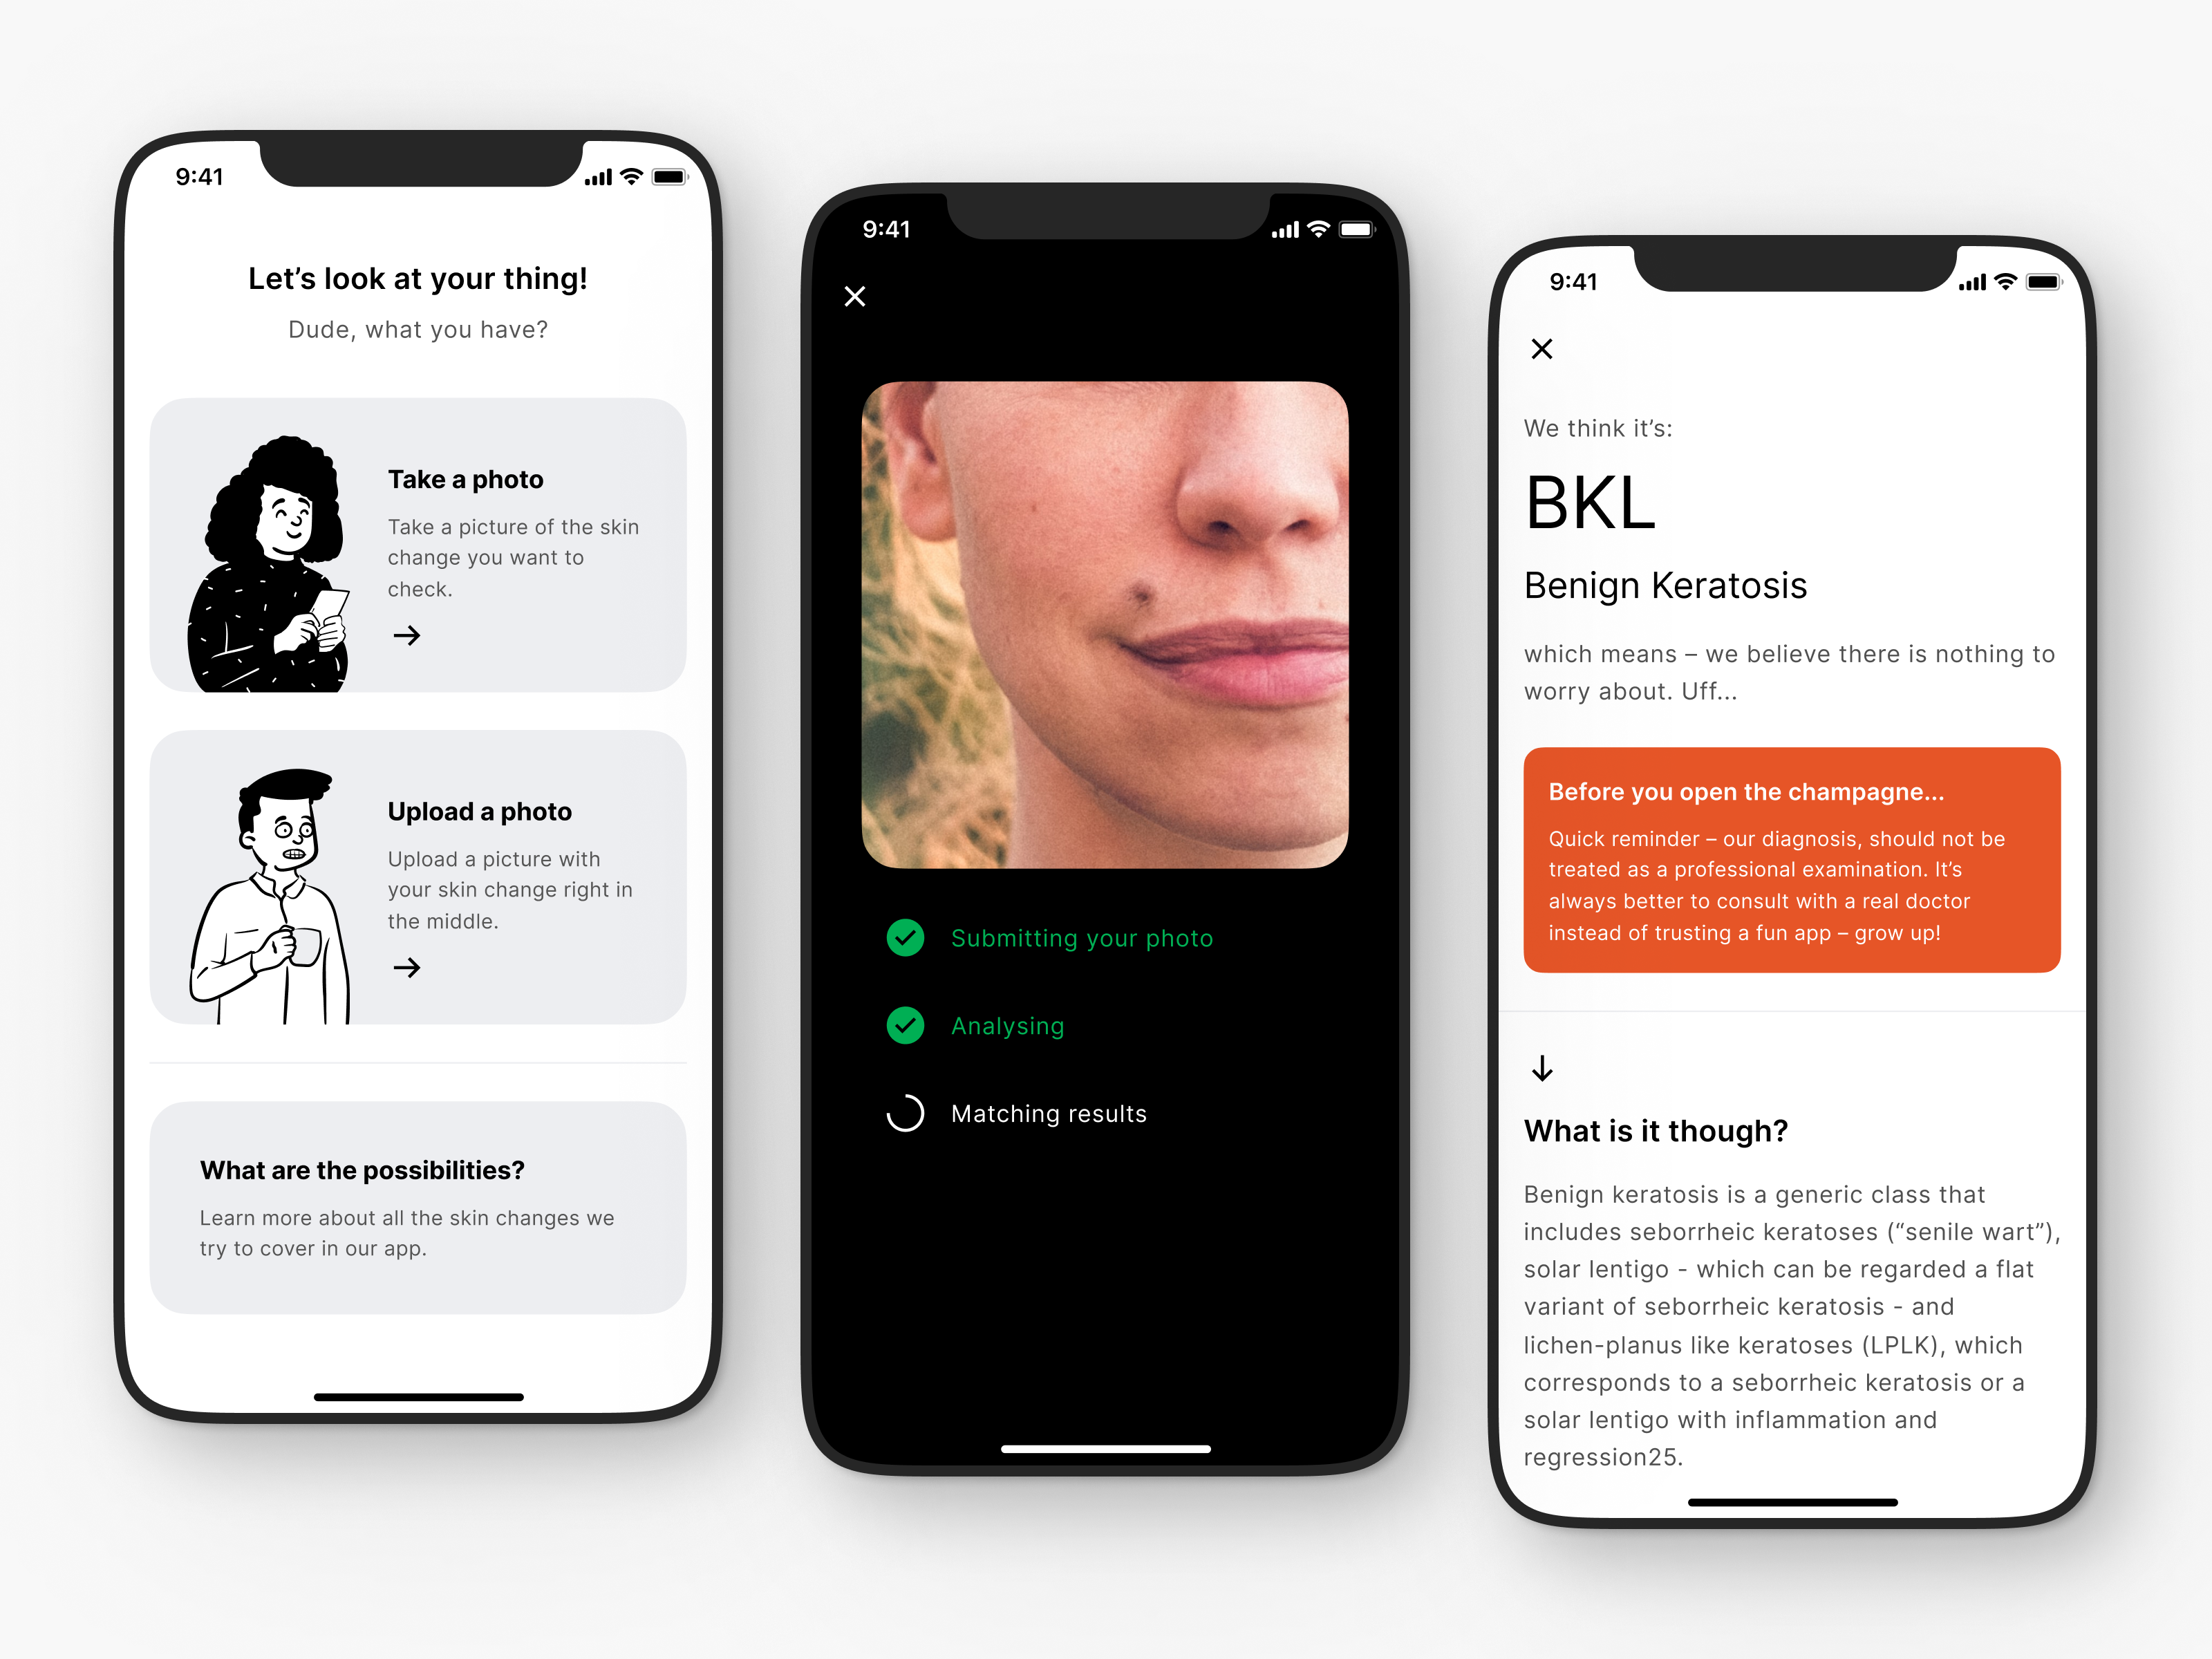 9:41
Let’s look at your thing!
Dude, what you have?
Take a photo
Take a picture of the skin
change you want to
check.
Upload a photo
Upload a picture with
your skin change right in
the middle.
What are the possibilities?
Learn more about all the skin changes we
try to cover in our app.
9:41
Submitting your photo
Analysing
Matching results
9:41
We think it’s:
BKL
Benign Keratosis
which means – we believe there is nothing to
worry about. Uff...
Before you open the champagne...
Quick reminder – our diagnosis, should not be
treated as a professional examination. It’s
always better to consult with a real doctor
instead of trusting a fun app – grow up!
What is it though?
Benign keratosis is a generic class that
includes seborrheic keratoses (“senile wart”),
solar lentigo - which can be regarded a flat
variant of seborrheic keratosis - and
lichen-planus like keratoses (LPLK), which
corresponds to a seborrheic keratosis or a
solar lentigo with inflammation and
regression25.